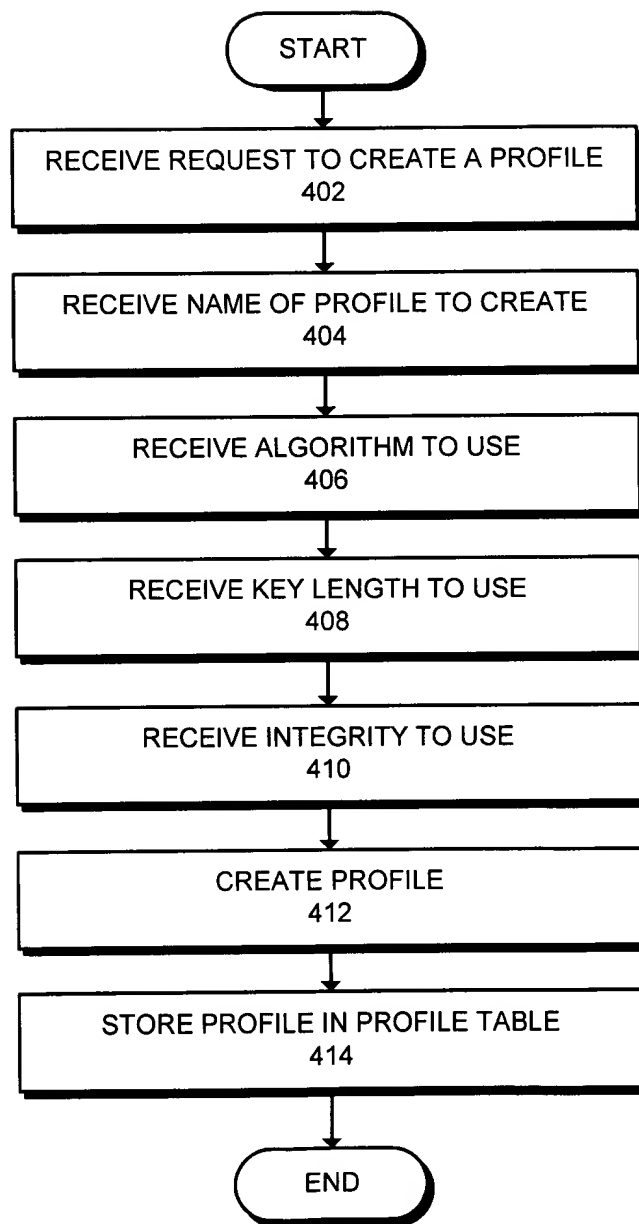 START
RECEIVE REQUEST TO CREATE A PROFILE
402
RECEIVE NAME OF PROFILE TO CREATE
404
RECEIVE ALGORITHM TO USE
406
RECEIVE KEY LENGTH TO USE
408
RECEIVE INTEGRITY TO USE
410
CREATE PROFILE
412
STORE PROFILE IN PROFILE TABLE
414
END